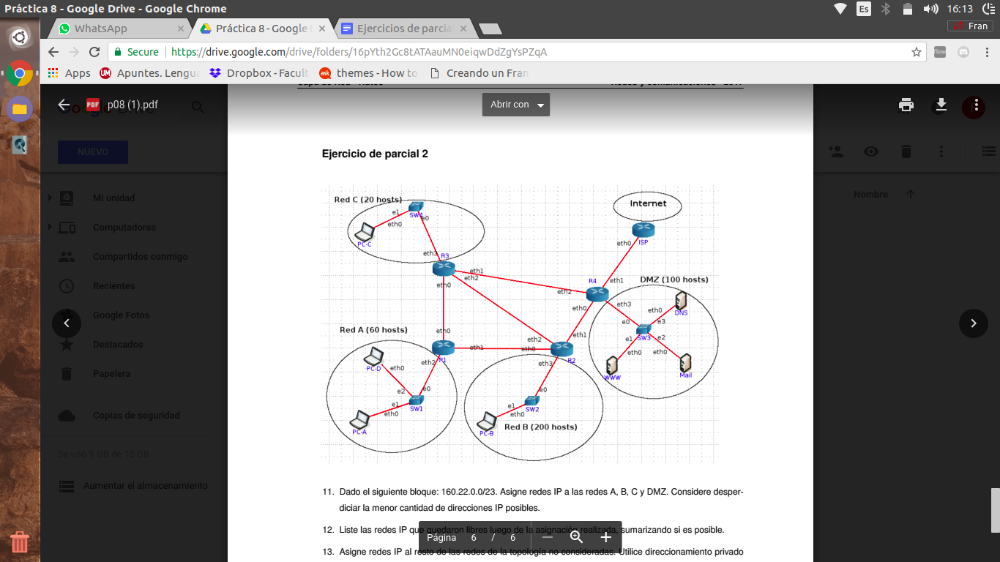 Práctica 8 - Google Drive - Google Chrome
Es
16:13
WhatsApp
Práctica 8 - Google
Ejercicios de parcia
Fran
Secure
https://drive.google.com/drive/folders/16pYth2Gc8tATAauMN0eiqwDdZgYsPZqA
flow
Apps
UM Apuntes. Lengua
Dropbox - Facult
ask themes - How to
Creando un Fram
PDF p08 (1).pdf
Abrir con
NUEVO
Mi unidad
Computadoras
Compartidos conmigo
Recientes
Google Fotos
Destacados
Papelera
Copias de seguridad
Se usó 9 GB de 15 GB
Aumentar el almacenamiento
Nombre
Ejercicio de parcial 2
Red C (20 hosts)
e1
SW4
e0
eth0
PC-C
eth3
R3
eth1
eth2
eth0
Internet
ISP
eth0
eth1
R4
DMZ (100 hosts)
eth2
eth0
eth3
eth0
DNS
e0
e3
SW3
e1
e2
eth0
eth0
WWW
Mail
Red A (60 hosts)
eth0
R1
eth1
eth2
PC-D
eth0
e2
e0
e1
SW1
eth0
PC-A
eth2
eth1
eth0
R2
eth3
e0
e1
SW2
eth0
PC-B
Red B (200 hosts)
11. Dado el siguiente bloque: 160.22.0.0/23. Asigne redes IP a las redes A, B, C y DMZ. Considere desper-
diciar la menor cantidad de direcciones IP posibles.
12. Liste las redes IP que quedaron libres luego de la asignación realizada, sumarizando si es posible.
Página 6 / 6
13. Asigne redes IP al resto de las redes de la topología no consideradas. Utilice direccionamiento privado